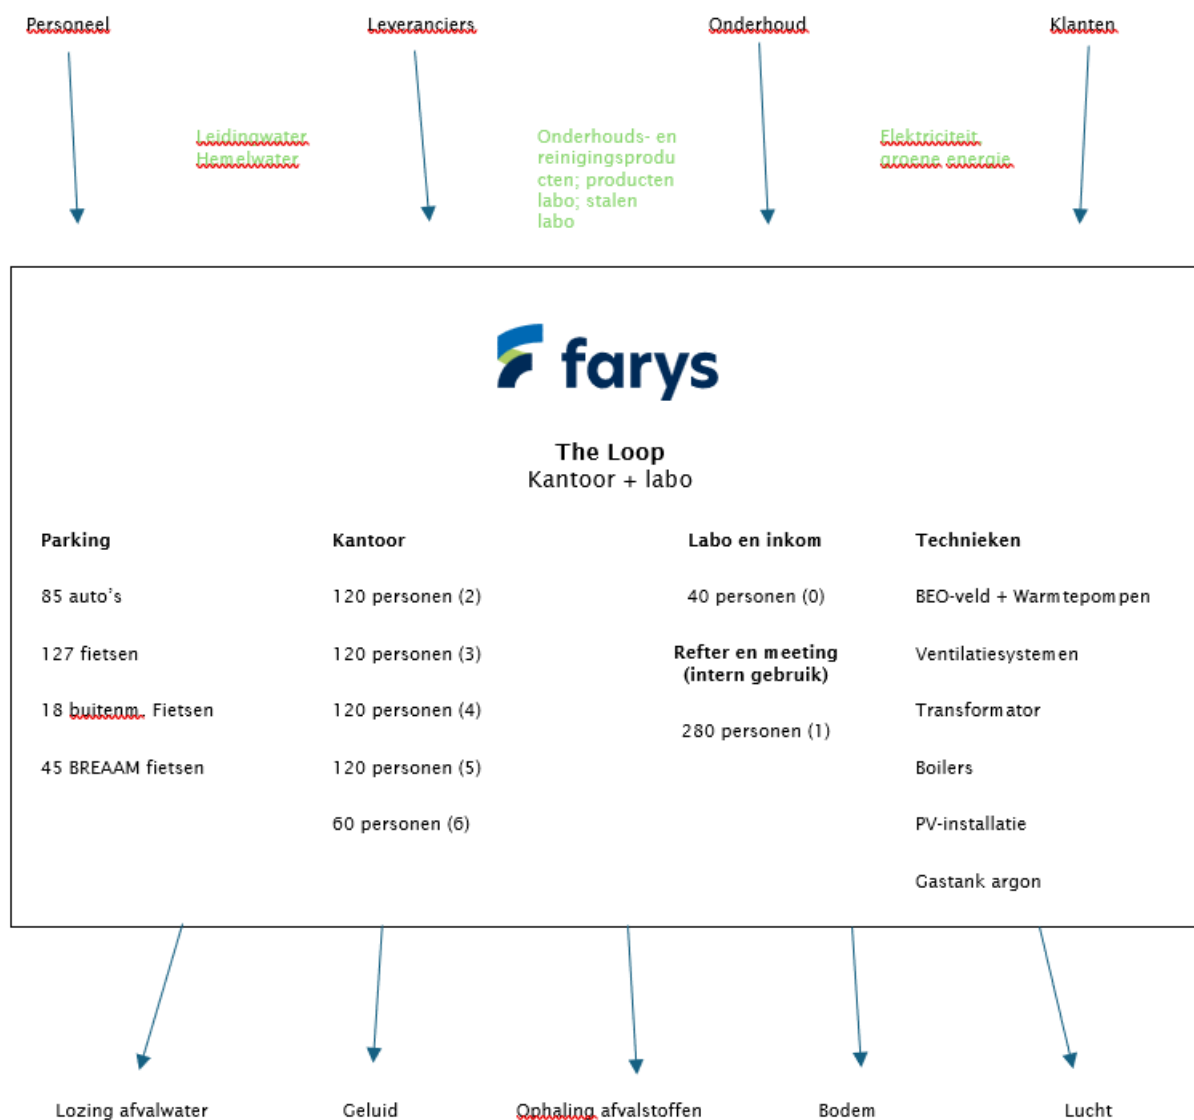 Personeel
Leveranciers
Onderhoud
Klanten
Leidingwater
Hemelwater
Onderhouds- en
reinigingsprodu
cten; producten
labo; stalen
labo
Elektriciteit
groene energie
farys
The Loop
Kantoor + labo
Parking
85 auto's
127 fietsen
18 buitenm. Fietsen
45 BREAAM fietsen
Kantoor
120 personen (2)
120 personen (3)
120 personen (4)
120 personen (5)
60 personen (6)
Labo en inkom
40 personen (0)
Refter en meeting
(intern gebruik)
280 personen (1)
Technieken
BEO-veld + Warmtepompen
Ventilatiesystemen
Transformator
Boilers
PV-installatie
Gastank argon
Lozing afvalwater
Geluid
Ophaling afvalstoffen
Bodem
Lucht